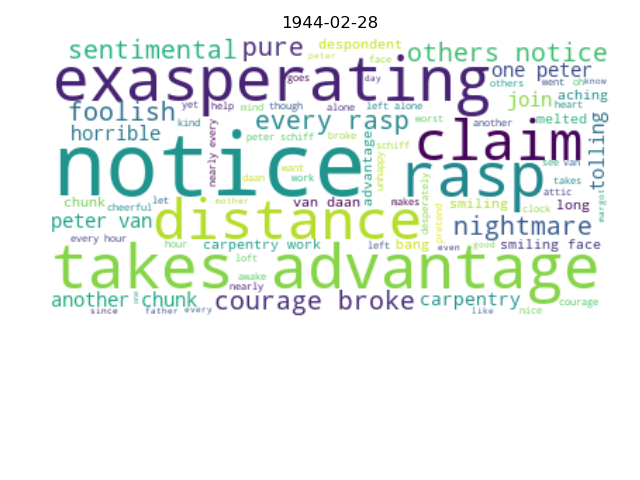 1944-02-28
sentimental pure despondent others notice
peter face
exasperating one peter
goes day others went oh know
foolish yet help mind though alone left alone join aching
horrible kind every rasp worst another melted heart
nearly every peter schiff broke advantage schiff claim tolling
notice want unhappy see van
daan work rasp takes
chunk cheerful let mother van daan makes desperately smiling attic long margot
peter van distance pretend clock nightmare
every hour hour carpentry work left bang even good smiling face
takes advantage
loft awake nearly
another one chunk courage broke carpentry courage
since father every like nice